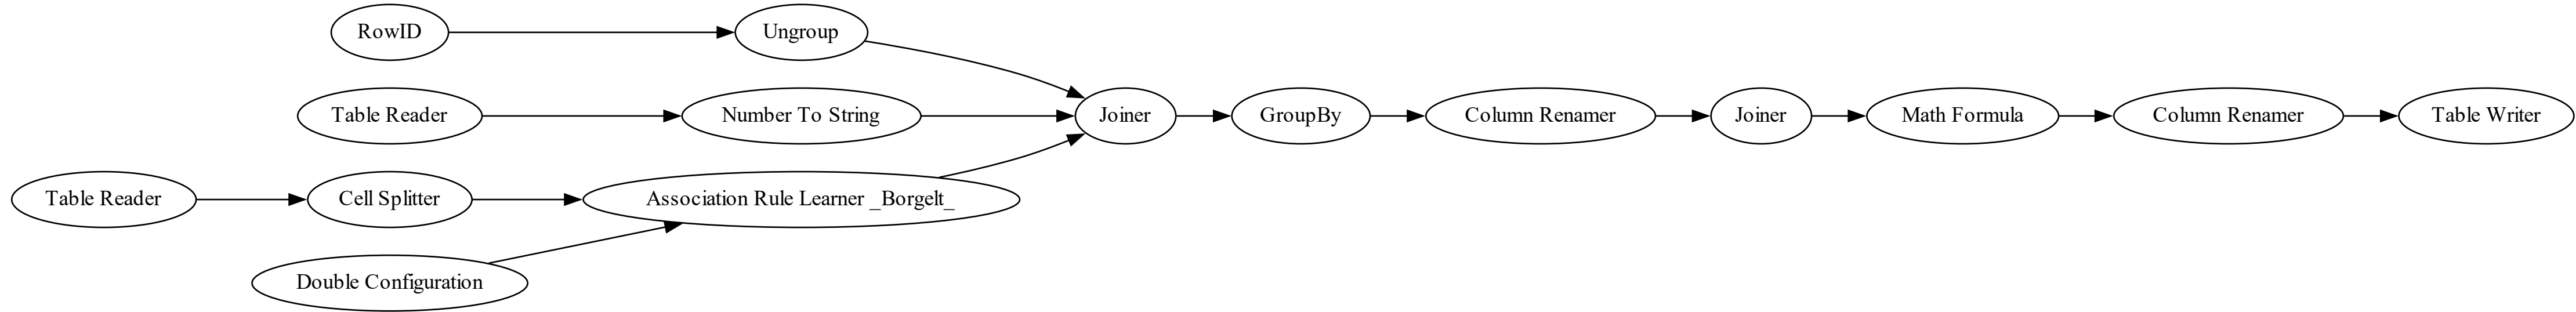 RowID
Ungroup
Table Reader
Number To String
Joiner
GroupBy
Column Renamer
Joiner
Math Formula
Column Renamer
Table Writer
Table Reader
Cell Splitter
Association Rule Learner _Borgelt_
Double Configuration